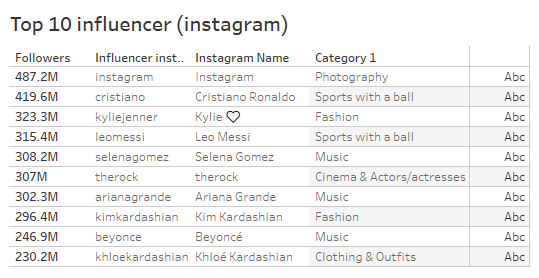 Top 10 influencer (instagram)
Followers Influencer inst.. Instagram Name Category 1
487.2M instagram Instagram Photography Abc
419.6M cristiano Cristiano Ronaldo Sports with a ball Abc
323.3M kyliejenner Kylie ♡ Fashion Abc
315.4M leomessi Leo Messi Sports with a ball Abc
308.2M selenagomez Selena Gomez Music Abc
307M therock therock Cinema & Actors/actresses Abc
302.3M arianagrande Ariana Grande Music Abc
296.4M kimkardashian Kim Kardashian Fashion Abc
246.9M beyonce Beyoncé Music Abc
230.2M khloekardashian Khloé Kardashian Clothing & Outfits Abc